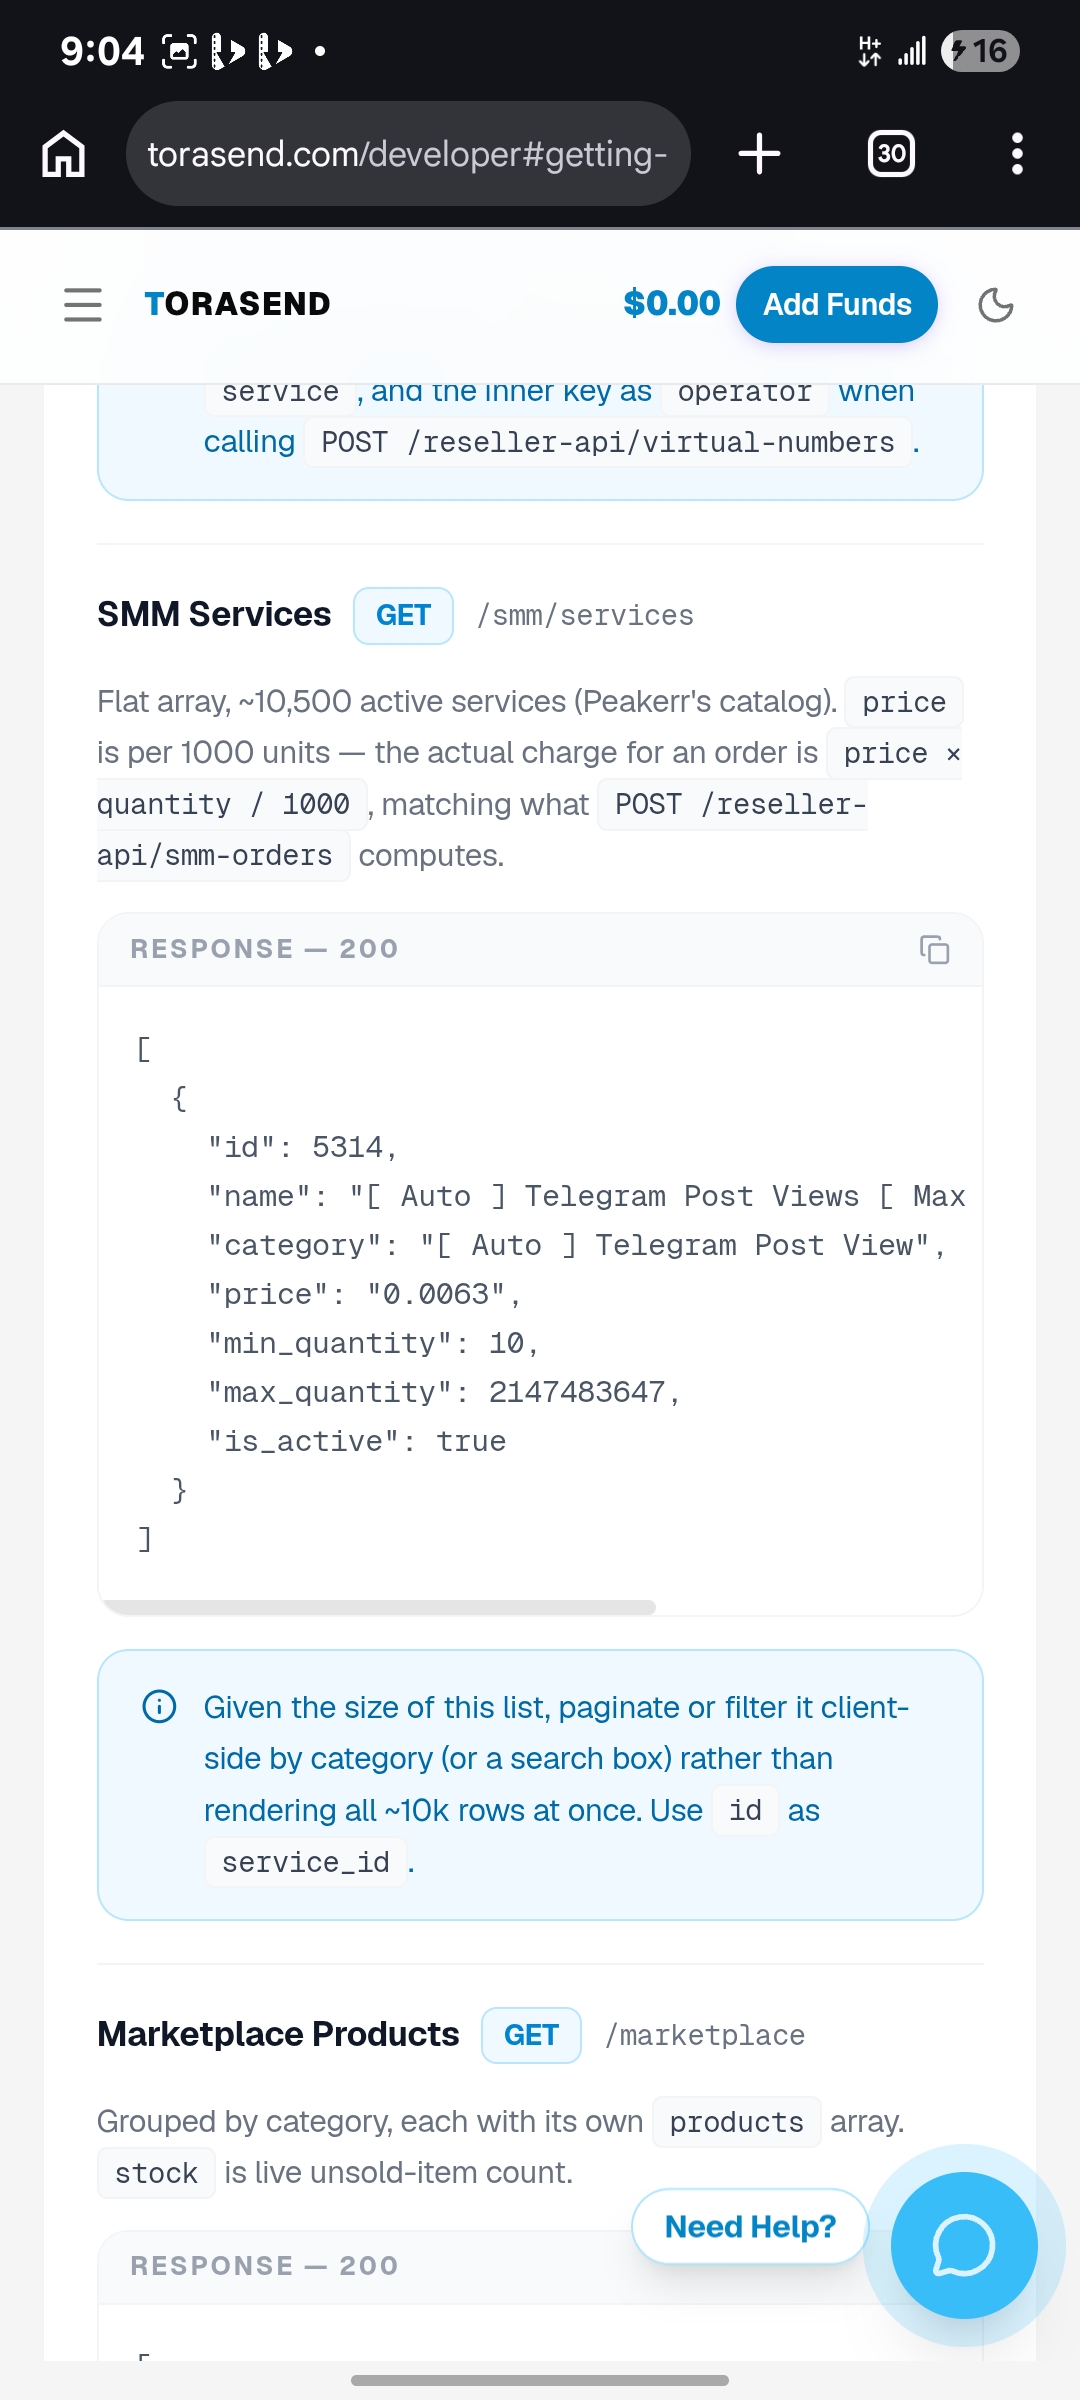 9:04
H+
16
torasend.com/developer#getting-
30
TORASEND
$0.00
Add Funds
service , and the inner key as operator when
calling POST /reseller-api/virtual-numbers .
SMM Services GET /smm/services
Flat array, ~10,500 active services (Peakerr's catalog). price
is per 1000 units — the actual charge for an order is price ×
quantity / 1000 , matching what POST /reseller-
api/smm-orders computes.
RESPONSE — 200
[
{
"id": 5314,
"name": "[ Auto ] Telegram Post Views [ Max
"category": "[ Auto ] Telegram Post View",
"price": "0.0063",
"min_quantity": 10,
"max_quantity": 2147483647,
"is_active": true
}
]
Given the size of this list, paginate or filter it client-
side by category (or a search box) rather than
rendering all ~10k rows at once. Use id as
service_id .
Marketplace Products GET /marketplace
Grouped by category, each with its own products array.
stock is live unsold-item count.
Need Help?
RESPONSE — 200
[